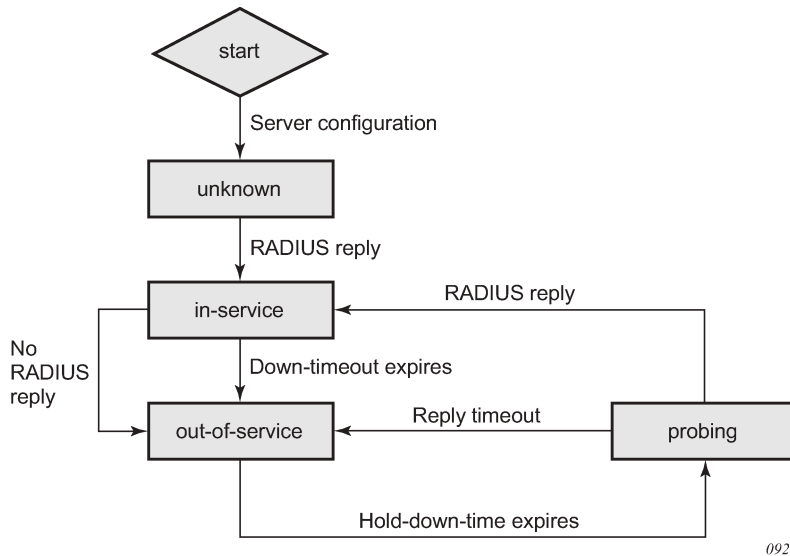 start
Server configuration
unknown
RADIUS reply
in-service
RADIUS reply
No
RADIUS
reply
Down-timeout expires
out-of-service
Reply timeout
probing
Hold-down-time expires
092